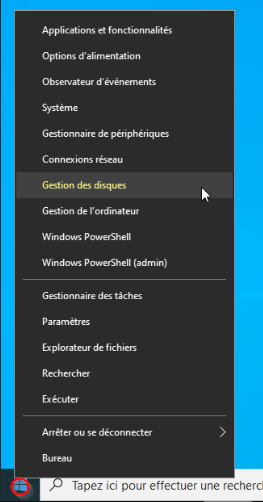 Applications et fonctionnalités
Options d'alimentation
Observateur d'événements
Système
Gestionnaire de périphériques
Connexions réseau
Gestion des disques
Gestion de l'ordinateur
Windows PowerShell
Windows PowerShell (admin)
Gestionnaire des tâches
Paramètres
Explorateur de fichiers
Rechercher
Exécuter
Arrêter ou se déconnecter
Bureau
Tapez ici pour effectuer une recherc